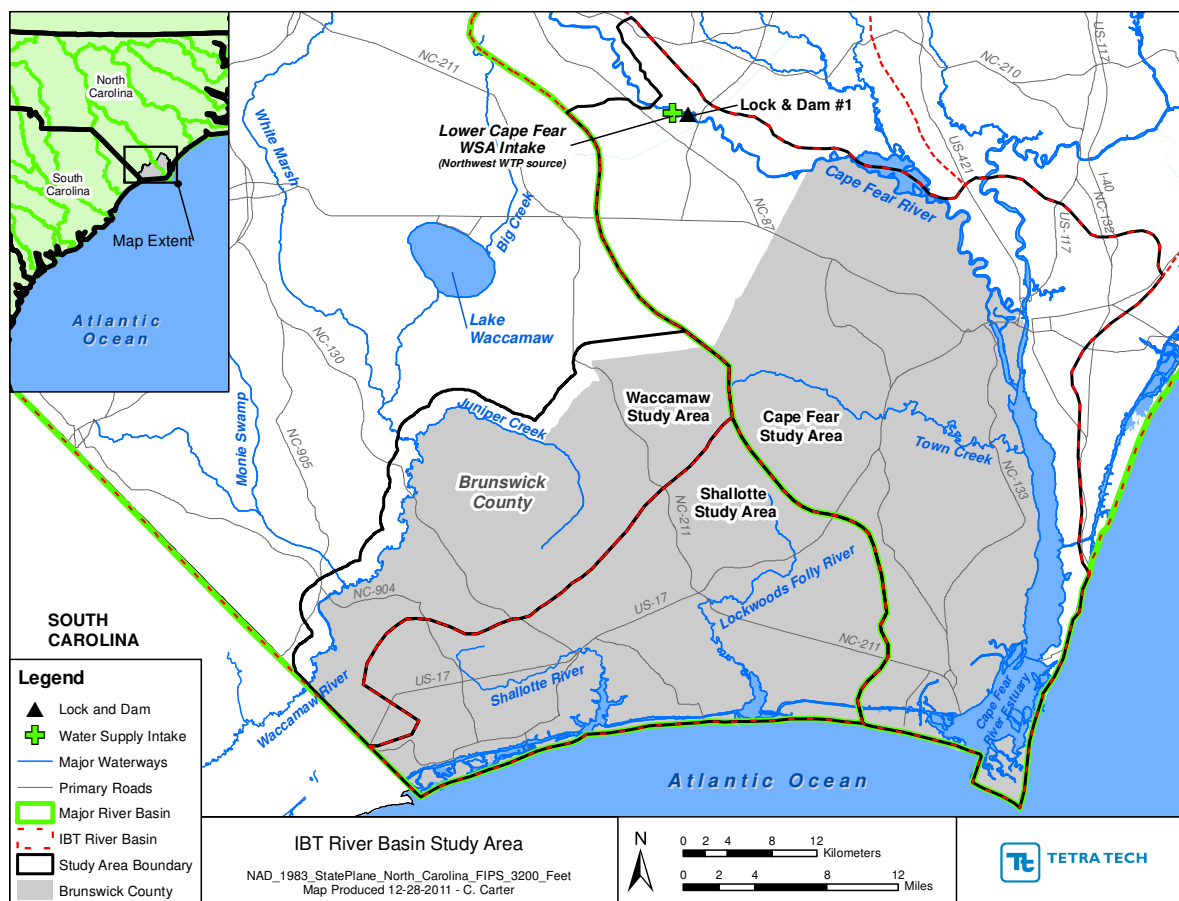 North
Carolina
South
Carolina
Map Extent
Atlantic
Ocean
NC-211
White Marsh
Big Creek
Lake
Waccamaw
Lower Cape Fear
WSA Intake
(Northwest WTP source)
Lock & Dam #1
NC-210
US-117
US-421
I-40
NC-132
US-117
Cape Fear River
NC-87
NC-130
Juniper Creek
Waccamaw
Study Area
Cape Fear
Study Area
Town Creek
Monie Swamp
NC-905
Brunswick
County
Shallotte
Study Area
NC-211
NC-133
NC-904
US-17
Lockwoods Folly River
NC-211
US-17
Shallotte River
Waccamaw River
Cape Fear
River Estuary
Atlantic Ocean
SOUTH
CAROLINA
Legend
Lock and Dam
Water Supply Intake
Major Waterways
Primary Roads
Major River Basin
IBT River Basin
Study Area Boundary
Brunswick County
IBT River Basin Study Area
NAD_1983_StatePlane_North_Carolina_FIPS_3200_Feet
Map Produced 12-28-2011 - C. Carter
N
0 2 4 8 12
Kilometers
0 2 4 8 12
Miles
Tt TETRA TECH